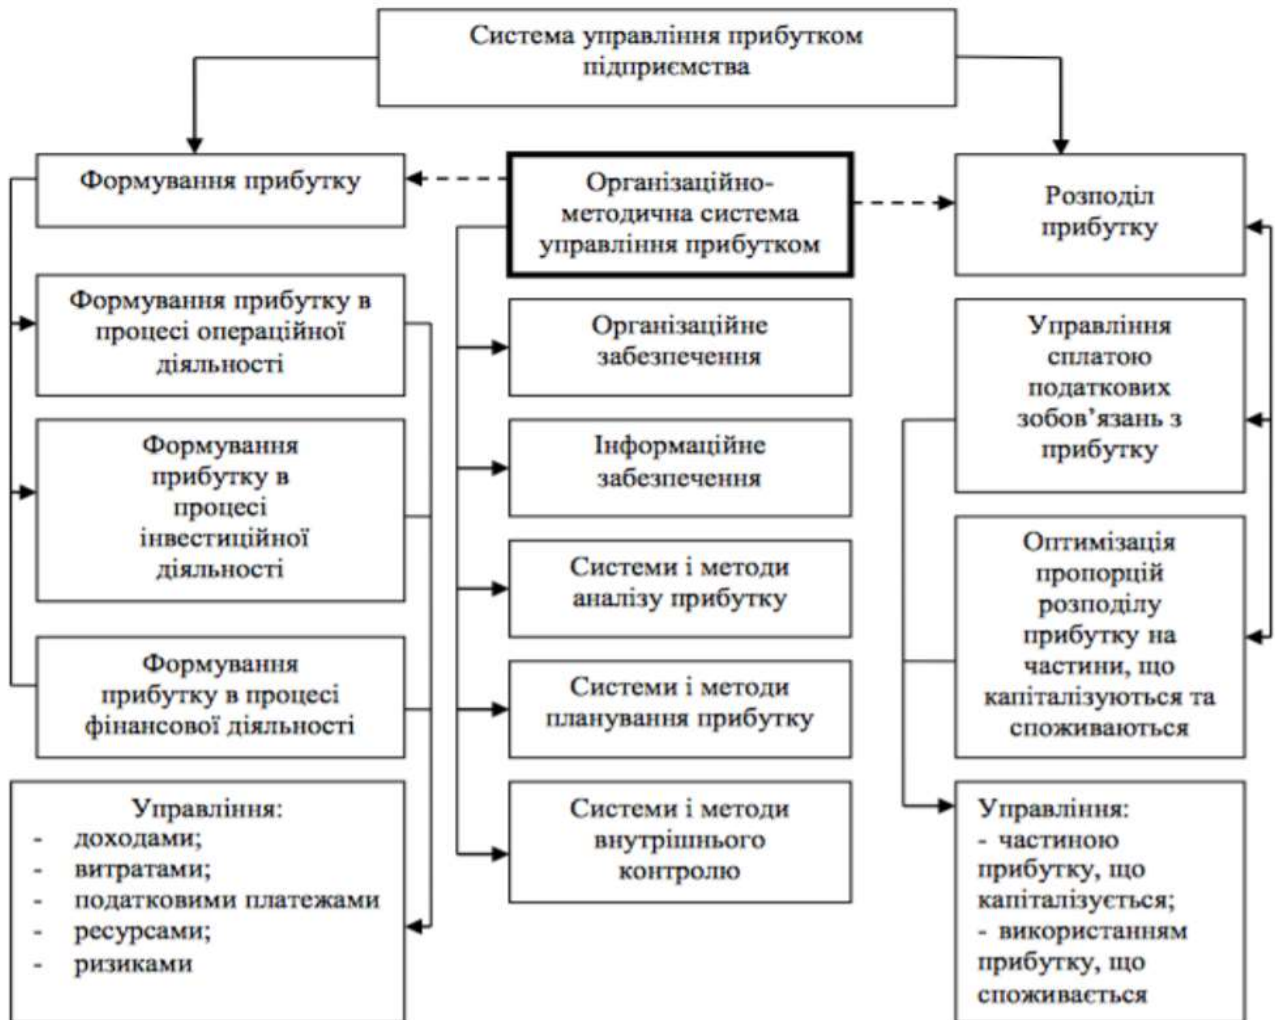 Система управління прибутком
підприємства
Формування прибутку
Організаційно-
методична система
управління прибутком
Розподіл
прибутку
Формування прибутку в
процесі операційної
діяльності
Формування
прибутку в
процесі
інвестиційної
діяльності
Формування
прибутку в процесі
фінансової діяльності
Управління:
- доходами;
- витратами;
- податковими платежами
- ресурсами;
- ризиками
Організаційне
забезпечення
Інформаційне
забезпечення
Системи і методи
аналізу прибутку
Системи і методи
планування прибутку
Системи і методи
внутрішнього
контролю
Управління
сплатою
податкових
зобов’язань з
прибутку
Оптимізація
пропорцій
розподілу
прибутку на
частини, що
капіталізуються та
споживаються
Управління:
- частиною
прибутку, що
капіталізується;
- використанням
прибутку, що
споживається